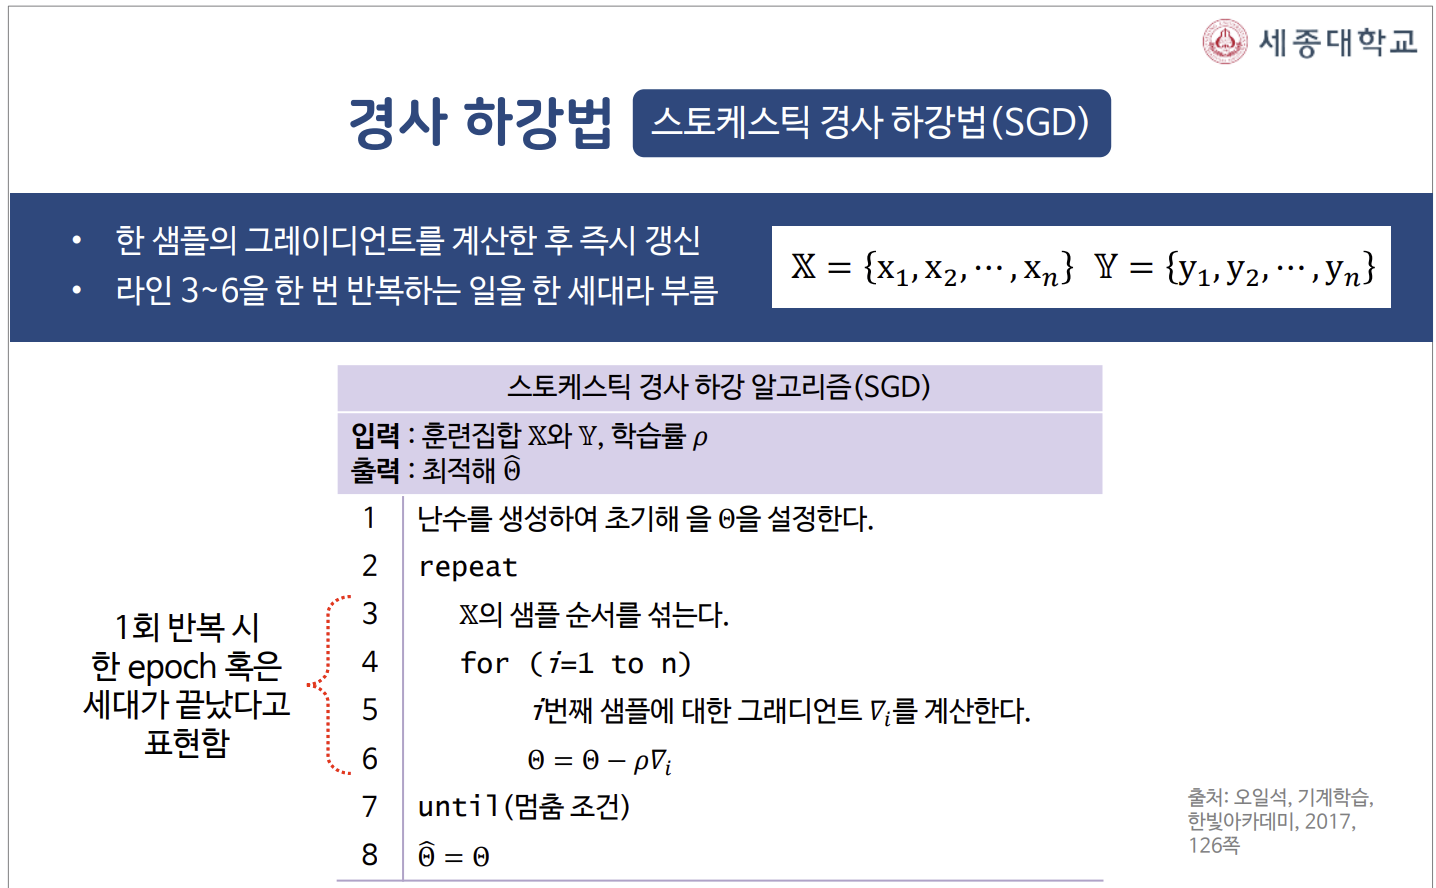 세종대학교
경사 하강법 스토케스틱 경사 하강법(SGD)
• 한 샘플의 그레이디언트를 계산한 후 즉시 갱신
• 라인 3~6을 한 번 반복하는 일을 한 세대라 부름
𝕏 = {x₁, x₂, ⋯, xₙ} 𝕐 = {y₁, y₂, ⋯, yₙ}
스토케스틱 경사 하강 알고리즘(SGD)
입력 : 훈련집합 𝕏와 𝕐, 학습률 ρ
출력 : 최적해 Θ̂
1 난수를 생성하여 초기해 을 Θ을 설정한다.
2 repeat
3 𝕏의 샘플 순서를 섞는다.
4 for (i=1 to n)
5 i번째 샘플에 대한 그래디언트 ∇ᵢ를 계산한다.
6 Θ = Θ − ρ∇ᵢ
7 until(멈춤 조건)
8 Θ̂ = Θ
1회 반복 시
한 epoch 혹은
세대가 끝났다고
표현함
출처: 오일석, 기계학습,
한빛아카데미, 2017,
126쪽